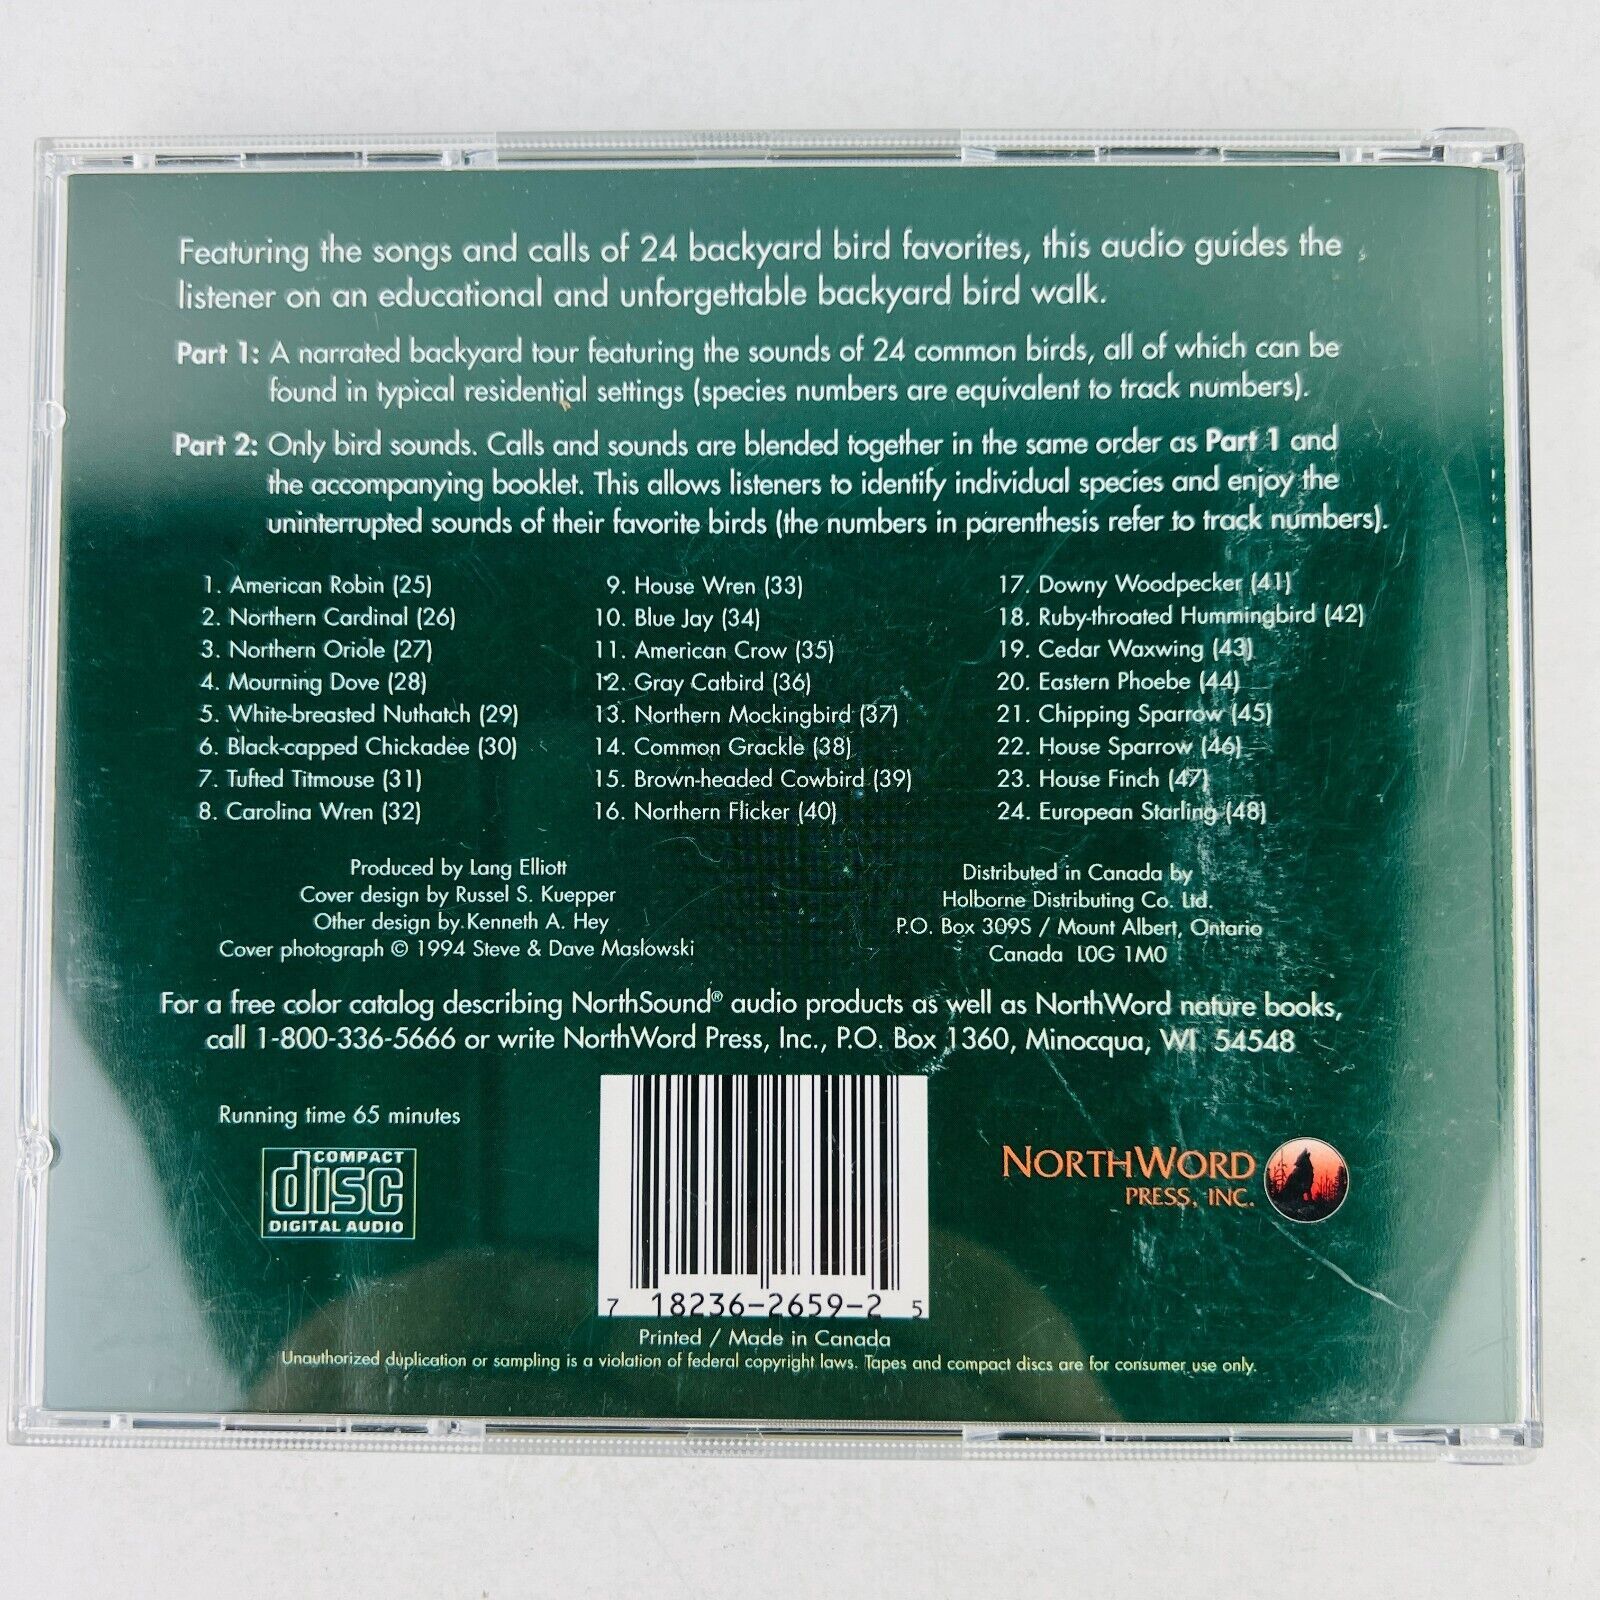 Featuring the songs and calls of 24 backyard bird favorites, this audio guides the
listener on an educational and unforgettable backyard bird walk.
Part 1: A narrated backyard tour featuring the sounds of 24 common birds, all of which can be
found in typical residential settings (species numbers are equivalent to track numbers).
Part 2: Only bird sounds. Calls and sounds are blended together in the same order as Part 1 and
the accompanying booklet. This allows listeners to identify individual species and enjoy the
uninterrupted sounds of their favorite birds (the numbers in parenthesis refer to track numbers).
1. American Robin (25)
2. Northern Cardinal (26)
3. Northern Oriole (27)
4. Mourning Dove (28)
5. White-breasted Nuthatch (29)
6. Black-capped Chickadee (30)
7. Tufted Titmouse (31)
8. Carolina Wren (32)
9. House Wren (33)
10. Blue Jay (34)
11. American Crow (35)
12. Gray Catbird (36)
13. Northern Mockingbird (37)
14. Common Grackle (38)
15. Brown-headed Cowbird (39)
16. Northern Flicker (40)
17. Downy Woodpecker (41)
18. Ruby-throated Hummingbird (42)
19. Cedar Waxwing (43)
20. Eastern Phoebe (44)
21. Chipping Sparrow (45)
22. House Sparrow (46)
23. House Finch (47)
24. European Starling (48)
Produced by Lang Elliott
Cover design by Russel S. Kuepper
Other design by Kenneth A. Hey
Cover photograph © 1994 Steve & Dave Maslowski
Distributed in Canada by
Holborne Distributing Co. Ltd.
P.O. Box 309S / Mount Albert, Ontario
Canada L0G 1M0
For a free color catalog describing NorthSound® audio products as well as NorthWord nature books,
call 1-800-336-5666 or write NorthWord Press, Inc., P.O. Box 1360, Minocqua, WI 54548
Running time 65 minutes
COMPACT
disc
DIGITAL AUDIO
7 18236-2659-2 5
NORTHWORD
PRESS, INC.
Printed / Made in Canada
Unauthorized duplication or sampling is a violation of federal copyright laws. Tapes and compact discs are for consumer use only.